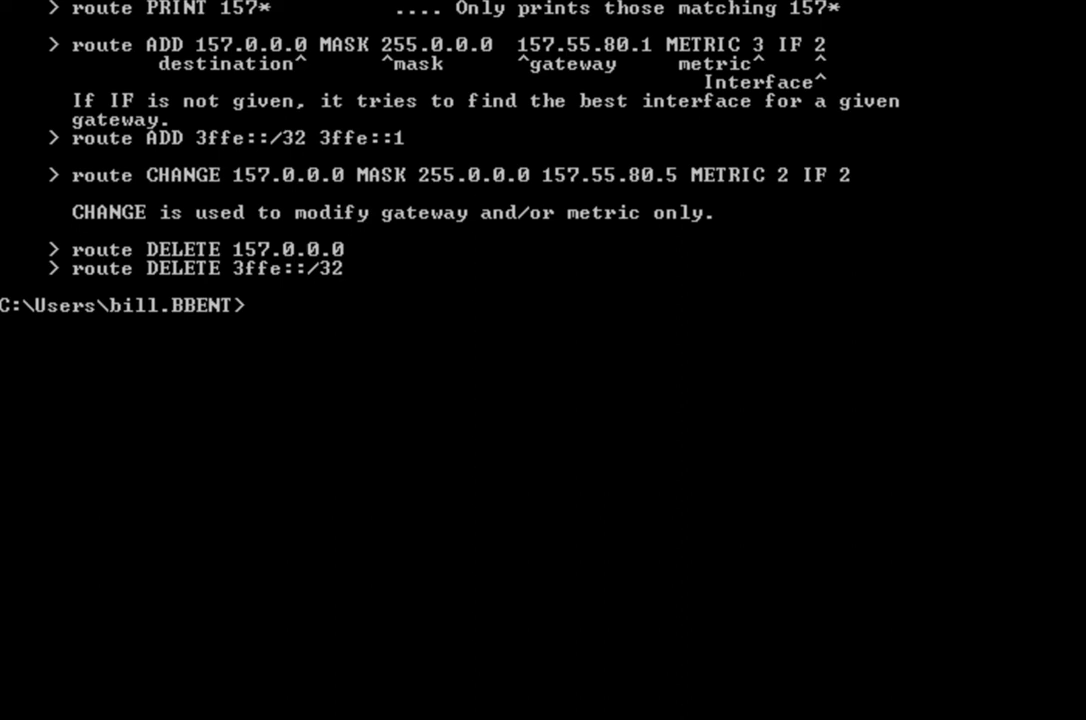 > route PRINT 157*          .... Only prints those matching 157*
> route ADD 157.0.0.0 MASK 255.0.0.0  157.55.80.1 METRIC 3 IF 2
destination^      ^mask      ^gateway     metric^    ^
Interface^
If IF is not given, it tries to find the best interface for a given
gateway.
> route ADD 3ffe::/32 3ffe::1
> route CHANGE 157.0.0.0 MASK 255.0.0.0 157.55.80.5 METRIC 2 IF 2
CHANGE is used to modify gateway and/or metric only.
> route DELETE 157.0.0.0
> route DELETE 3ffe::/32
C:\Users\bill.BBENT>